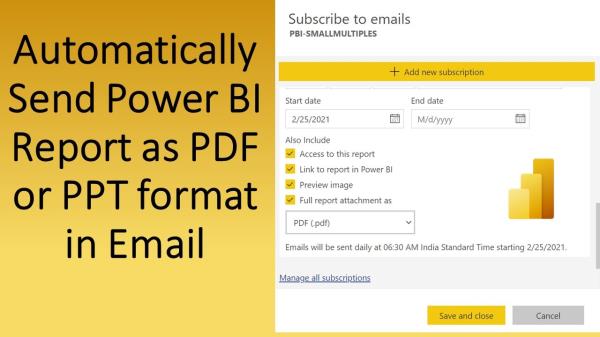 Automatically
Send Power BI
Report as PDF
or PPT format
in Email
Subscribe to emails
PBI-SMALLMULTIPLES
+ Add new subscription
Start date End date
2/25/2021 M/d/yyyy
Also Include
Access to this report
Link to report in Power BI
Preview image
Full report attachment as
PDF (.pdf)
Emails will be sent daily at 06:30 AM India Standard Time starting 2/25/2021.
Manage all subscriptions
Save and close Cancel